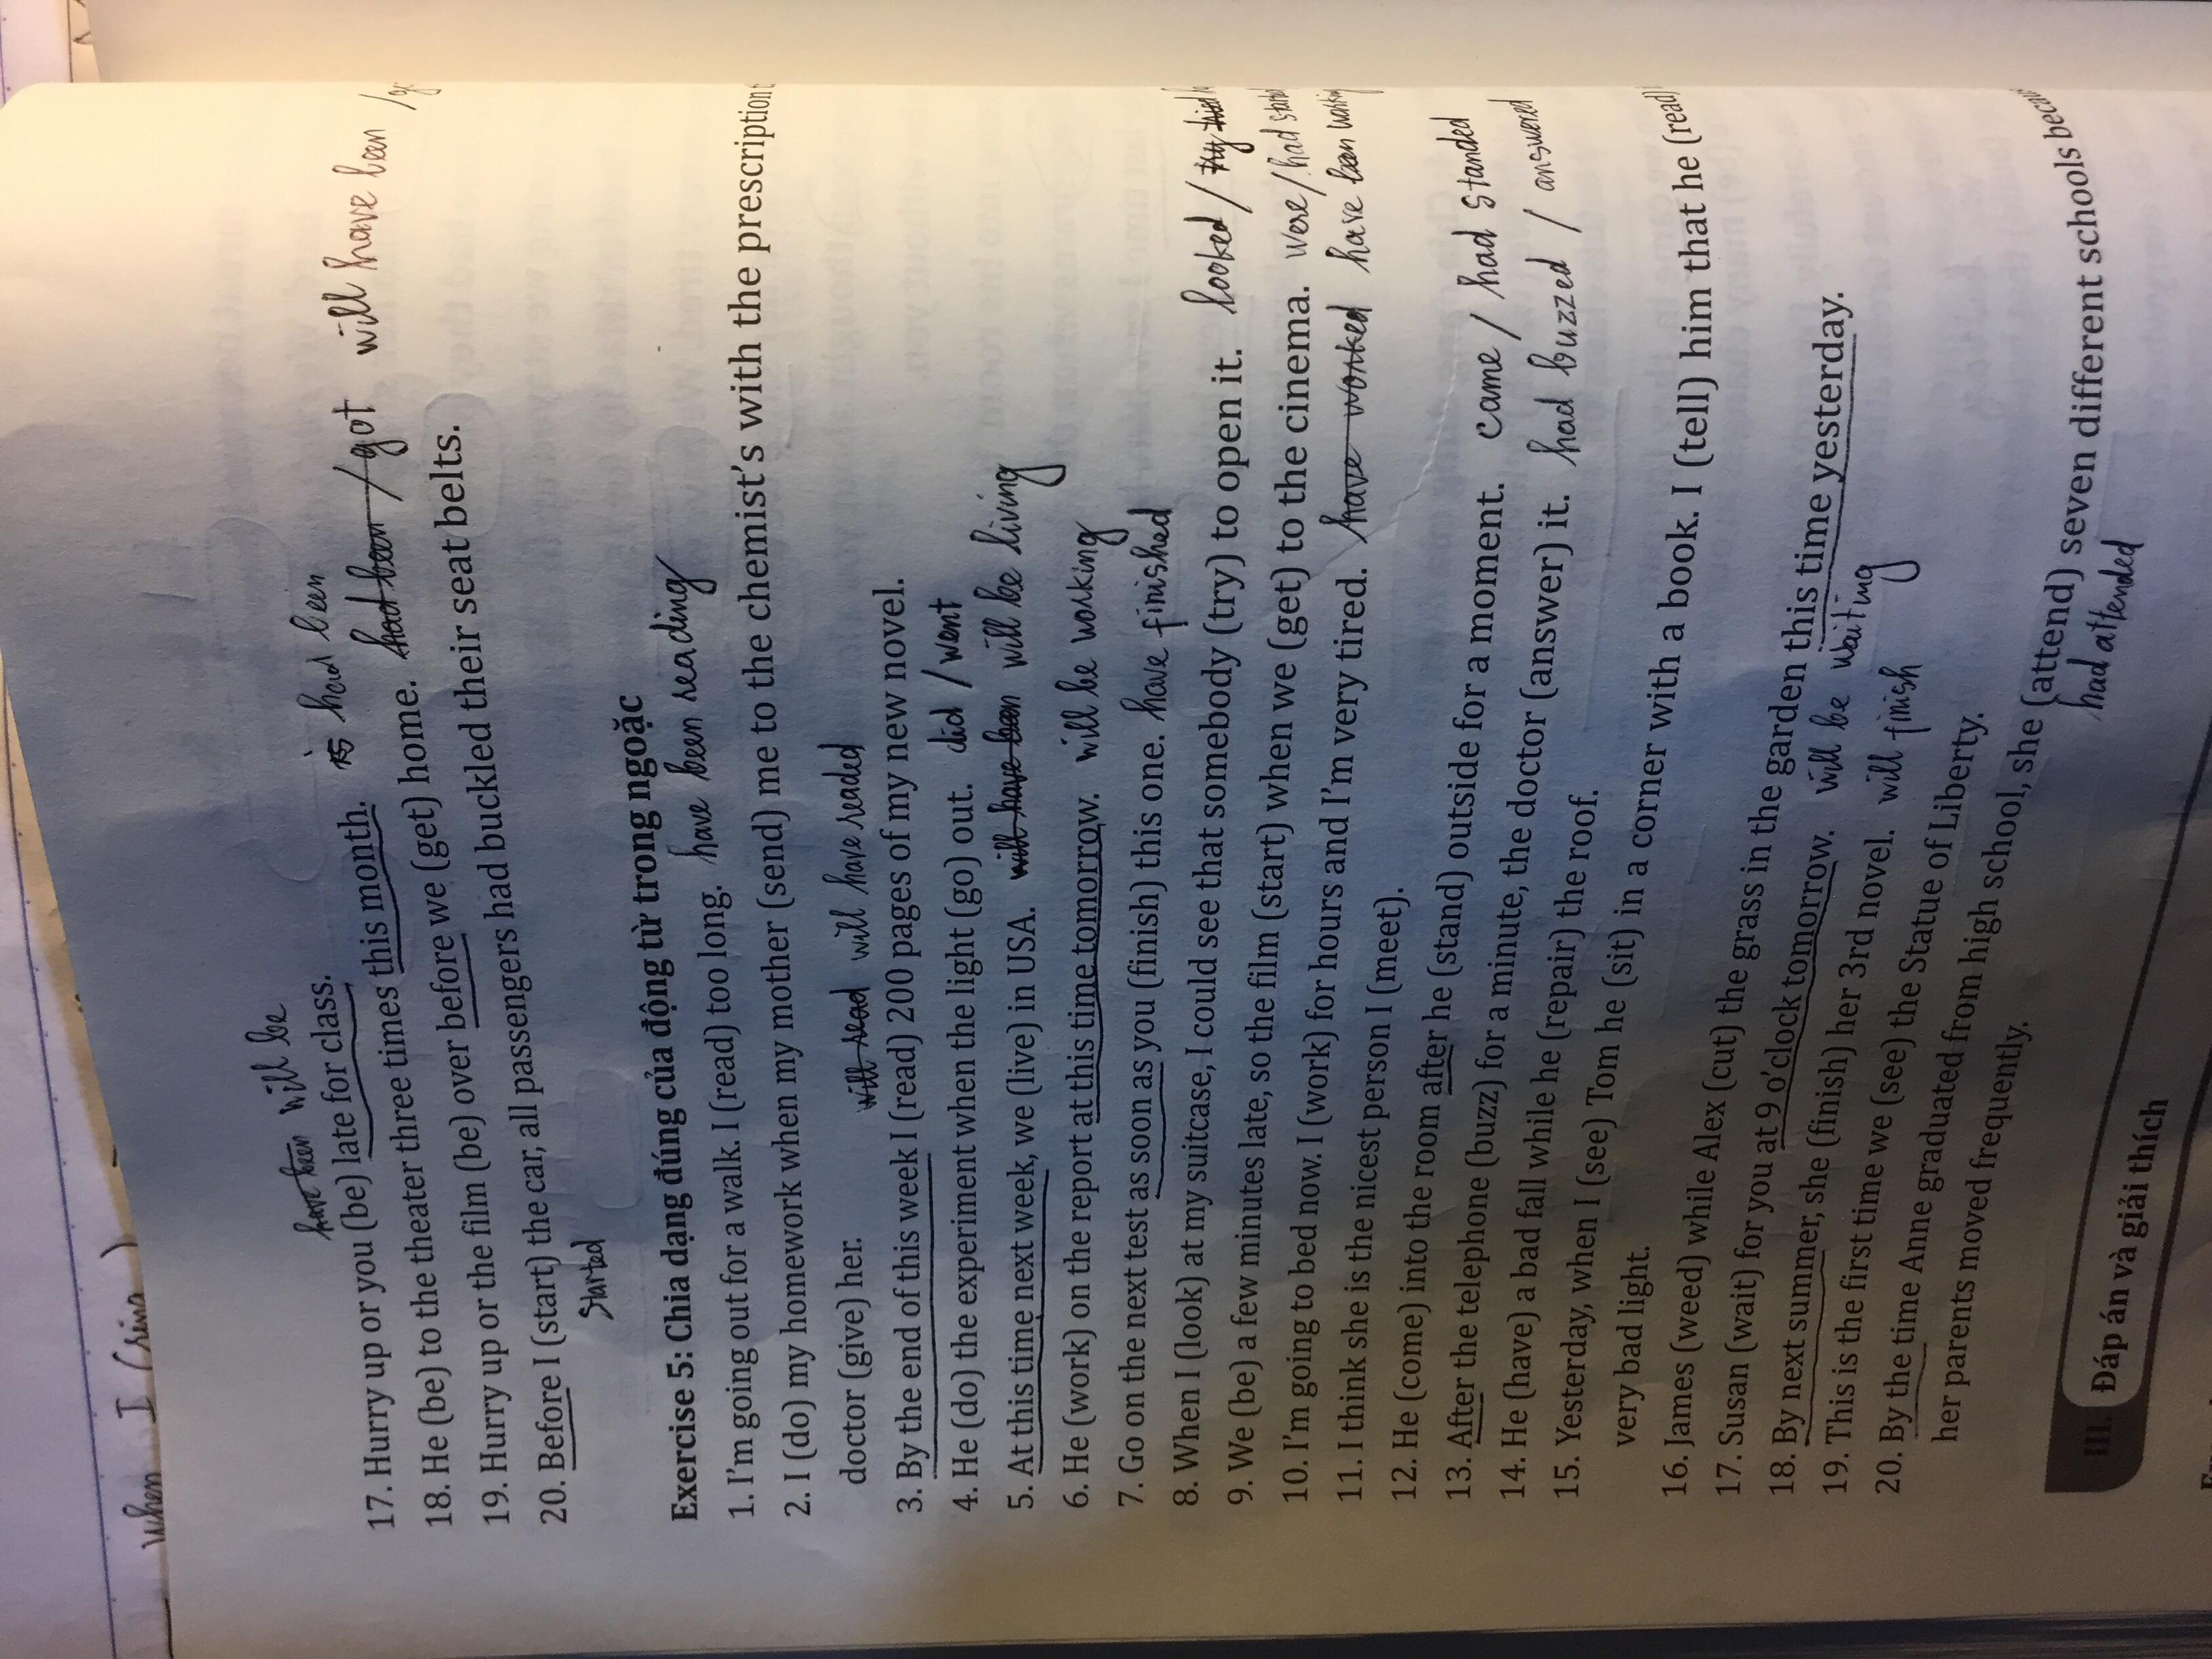 when I
have been will be
17. Hurry up or you (be) late for class.
had been
18. He (be) to the theater three times this month.
19. Hurry up or the film (be) over before we (get) home. had been / got will have been /
20. Before I (start) the car, all passengers had buckled their seat belts.
started
Exercise 5: Chia dạng đúng của động từ trong ngoặc
1. I'm going out for a walk. I (read) too long. have been reading
2. I (do) my homework when my mother (send) me to the chemist's with the prescription
doctor (give) her.
will read will have readed
3. By the end of this week I (read) 200 pages of my new novel.
4. He (do) the experiment when the light (go) out. did / went
5. At this time next week, we (live) in USA. will have been will be living
6. He (work) on the report at this time tomorrow. will be working
7. Go on the next test as soon as you (finish) this one. have finished
8. When I (look) at my suitcase, I could see that somebody (try) to open it. looked /
9. We (be) a few minutes late, so the film (start) when we (get) to the cinema. were / had
10. I'm going to bed now. I (work) for hours and I'm very tired. have worked have been
11. I think she is the nicest person I (meet).
12. He (come) into the room after he (stand) outside for a moment. came / had standed
13. After the telephone (buzz) for a minute, the doctor (answer) it. had buzzed / answered
14. He (have) a bad fall while he (repair) the roof.
15. Yesterday, when I (see) Tom he (sit) in a corner with a book. I (tell) him that he (read)
very bad light.
16. James (weed) while Alex (cut) the grass in the garden this time yesterday.
17. Susan (wait) for you at 9 o'clock tomorrow. will be waiting
18. By next summer, she (finish) her 3rd novel. will finish
19. This is the first time we (see) the Statue of Liberty.
20. By the time Anne graduated from high school, she (attend) seven different schools
had attended
her parents moved frequently.
III. Đáp án và giải thích